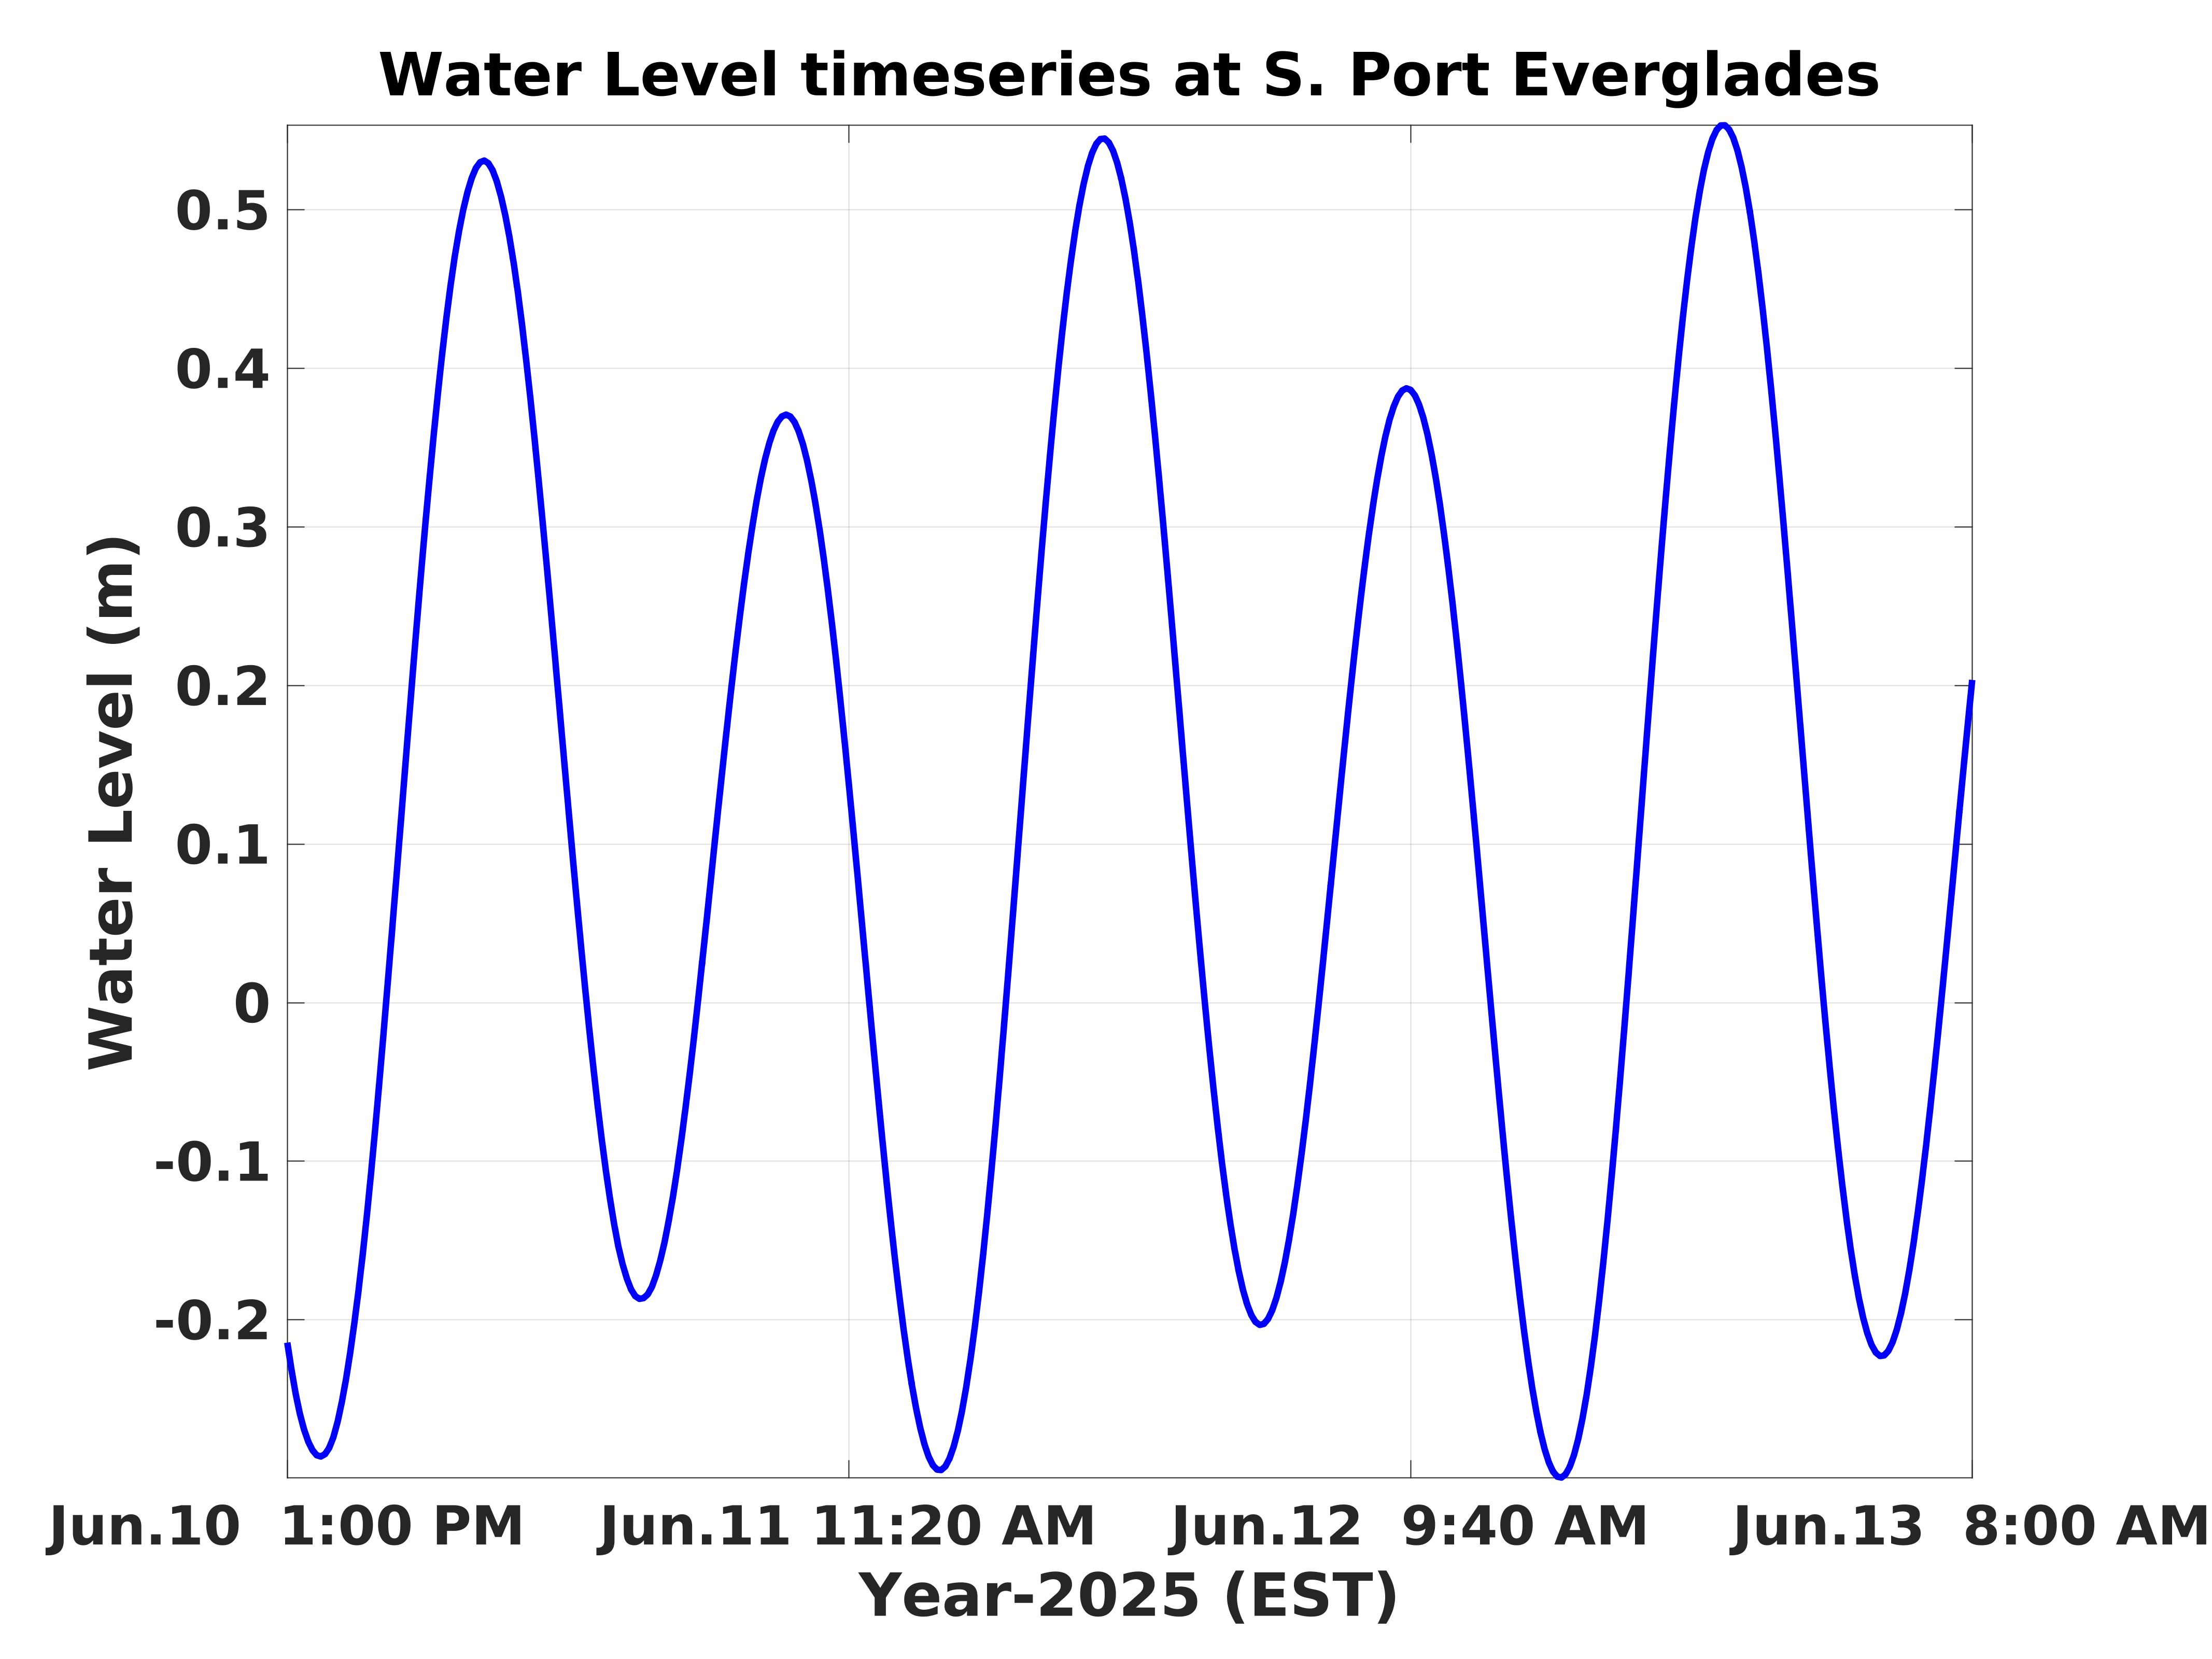 Water Level timeseries at S. Port Everglades
Water Level (m)
0.5
0.4
0.3
0.2
0.1
0
-0.1
-0.2
Jun.10 1:00 PM Jun.11 11:20 AM Jun.12 9:40 AM Jun.13 8:00 AM
Year-2025 (EST)